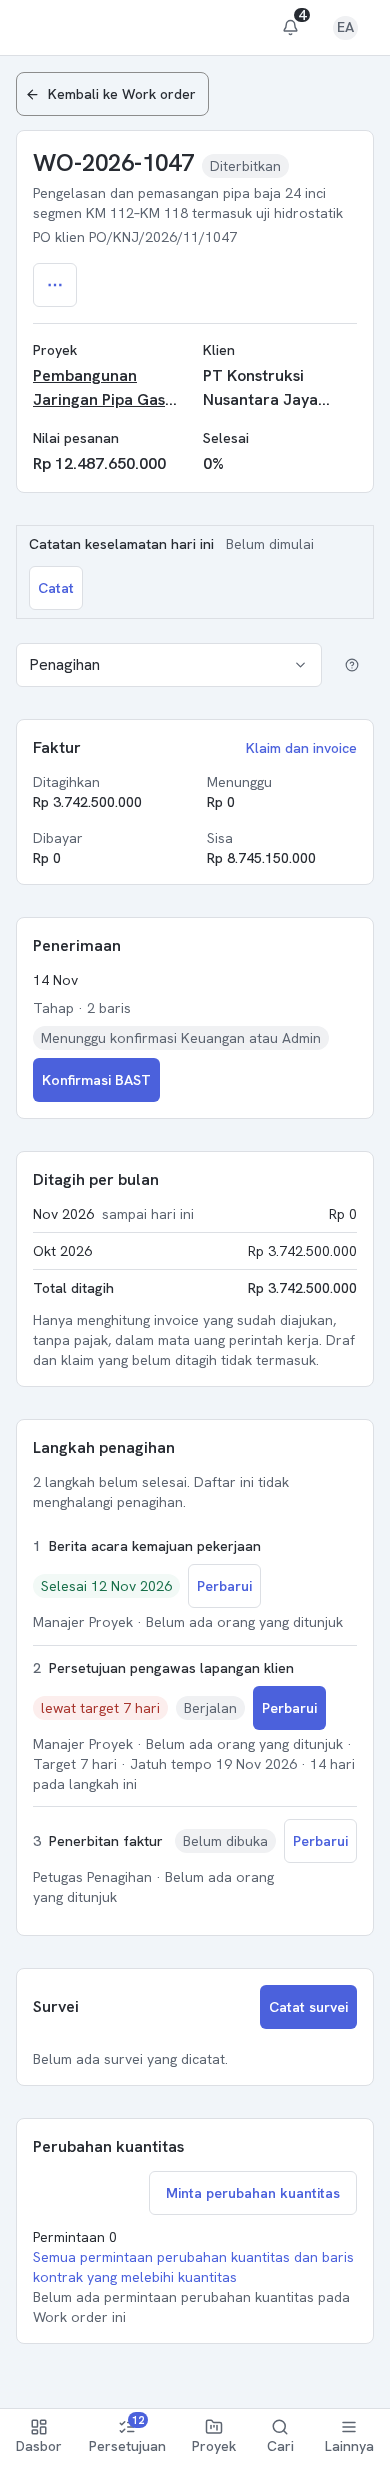 4
EA
Kembali ke Work order
WO-2026-1047 Diterbitkan
Pengelasan dan pemasangan pipa baja 24 inci
segmen KM 112–KM 118 termasuk uji hidrostatik
PO klien PO/KNJ/2026/11/1047
Proyek
Pembangunan
Jaringan Pipa Gas...
Klien
PT Konstruksi
Nusantara Jaya...
Nilai pesanan
Rp 12.487.650.000
Selesai
0%
Catatan keselamatan hari ini Belum dimulai
Catat
Penagihan
Faktur
Klaim dan invoice
Ditagihkan
Rp 3.742.500.000
Menunggu
Rp 0
Dibayar
Rp 0
Sisa
Rp 8.745.150.000
Penerimaan
14 Nov
Tahap · 2 baris
Menunggu konfirmasi Keuangan atau Admin
Konfirmasi BAST
Ditagih per bulan
Nov 2026 sampai hari ini Rp 0
Okt 2026 Rp 3.742.500.000
Total ditagih Rp 3.742.500.000
Hanya menghitung invoice yang sudah diajukan,
tanpa pajak, dalam mata uang perintah kerja. Draf
dan klaim yang belum ditagih tidak termasuk.
Langkah penagihan
2 langkah belum selesai. Daftar ini tidak
menghalangi penagihan.
1 Berita acara kemajuan pekerjaan
Selesai 12 Nov 2026 Perbarui
Manajer Proyek · Belum ada orang yang ditunjuk
2 Persetujuan pengawas lapangan klien
lewat target 7 hari Berjalan Perbarui
Manajer Proyek · Belum ada orang yang ditunjuk ·
Target 7 hari · Jatuh tempo 19 Nov 2026 · 14 hari
pada langkah ini
3 Penerbitan faktur Belum dibuka Perbarui
Petugas Penagihan · Belum ada orang
yang ditunjuk
Survei
Catat survei
Belum ada survei yang dicatat.
Perubahan kuantitas
Minta perubahan kuantitas
Permintaan 0
Semua permintaan perubahan kuantitas dan baris
kontrak yang melebihi kuantitas
Belum ada permintaan perubahan kuantitas pada
Work order ini
12
Dasbor Persetujuan Proyek Cari Lainnya